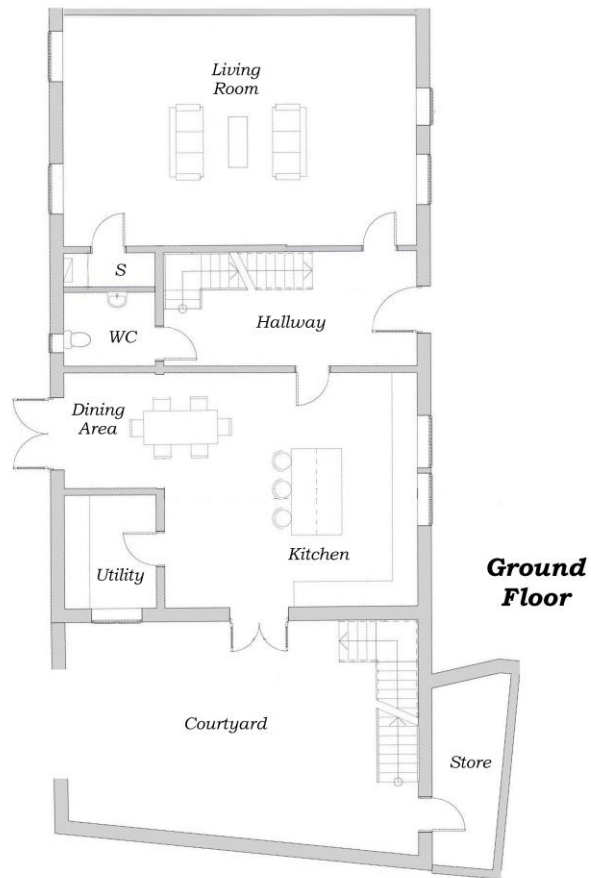 Living
Room
S
WC
Hallway
Dining
Area
Kitchen
Utility
Ground
Floor
Courtyard
Store